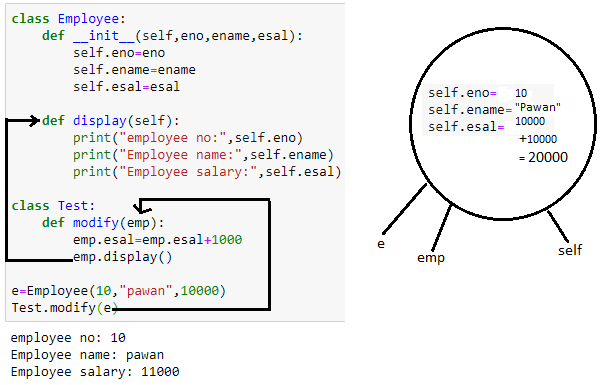 class Employee:
    def __init__(self,eno,ename,esal):
        self.eno=eno
        self.ename=ename
        self.esal=esal
    def display(self):
        print("employee no:",self.eno)
        print("Employee name:",self.ename)
        print("Employee salary:",self.esal)
class Test:
    def modify(emp):
        emp.esal=emp.esal+1000
        emp.display()
e=Employee(10,"pawan",10000)
Test.modify(e)
employee no: 10
Employee name: pawan
Employee salary: 11000
self.eno= 10
self.ename= "Pawan"
self.esal= 10000
+10000
= 20000
e
emp
self